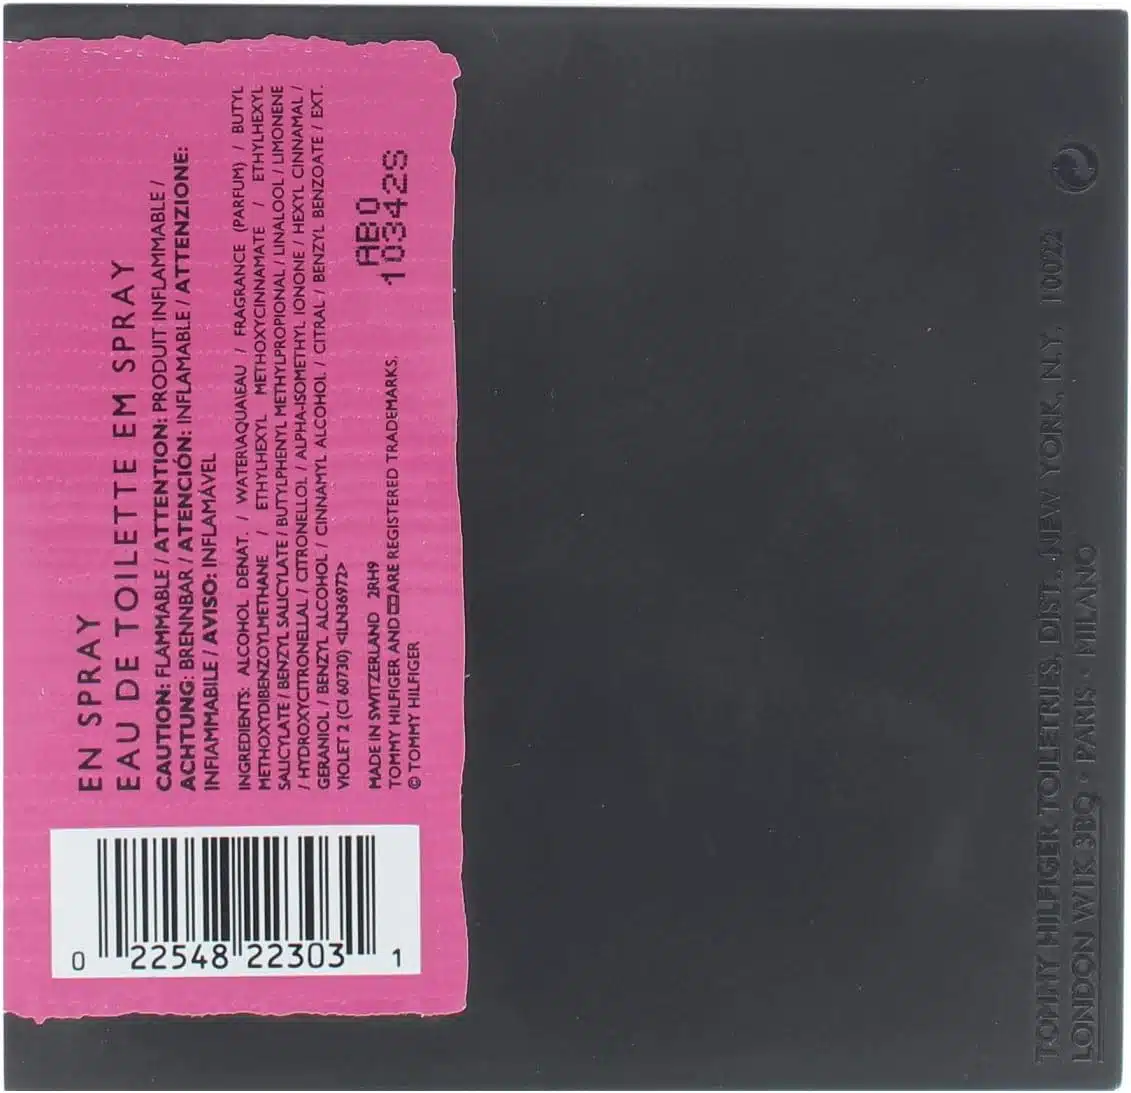 EN SPRAY
EAU DE TOILETTE EM SPRAY
CAUTION: FLAMMABLE / ATTENTION: PRODUIT INFLAMMABLE /
ACHTUNG: BRENNBAR / ATENCIÓN: INFLAMABLE / ATTENZIONE:
INFIAMMABILE / AVISO: INFLAMÁVEL
INGREDIENTS: ALCOHOL DENAT. / WATER\AQUA\EAU / FRAGRANCE (PARFUM) / BUTYL
METHOXYDIBENZOYLMETHANE / ETHYLHEXYL METHOXYCINNAMATE / ETHYLHEXYL
SALICYLATE / BENZYL SALICYLATE / BUTYLPHENYL METHYLPROPIONAL / LINALOOL / LIMONENE
/ HYDROXYCITRONELLAL / CITRONELLOL / ALPHA-ISOMETHYL IONONE / HEXYL CINNAMAL /
GERANIOL / BENZYL ALCOHOL / CINNAMYL ALCOHOL / CITRAL / BENZYL BENZOATE / EXT.
VIOLET 2 (CI 60730) <ILN36972>
MADE IN SWITZERLAND 2RH9
TOMMY HILFIGER AND ARE REGISTERED TRADEMARKS.
© TOMMY HILFIGER
AB0
10342S
0 22548 22303 1
TOMMY HILFIGER TOILETRIES, DIST., NEW YORK, N.Y. 10022
LONDON W1K 3BQ · PARIS · MILANO